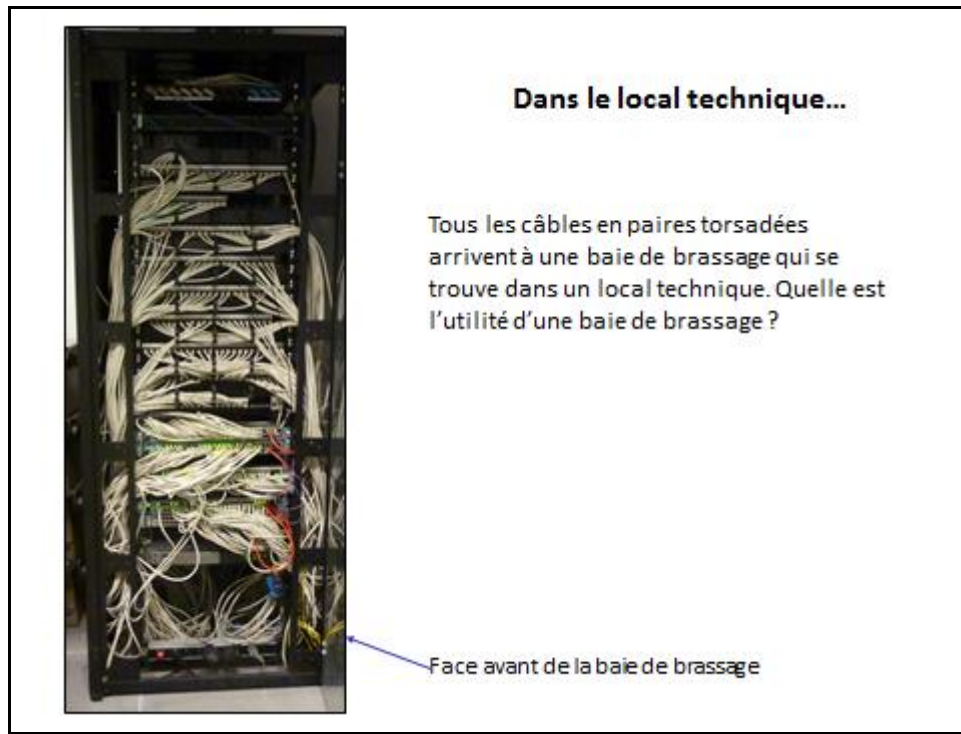 Dans le local technique...
Tous les câbles en paires torsadées
arrivent à une baie de brassage qui se
trouve dans un local technique. Quelle est
l'utilité d'une baie de brassage ?
Face avant de la baie de brassage